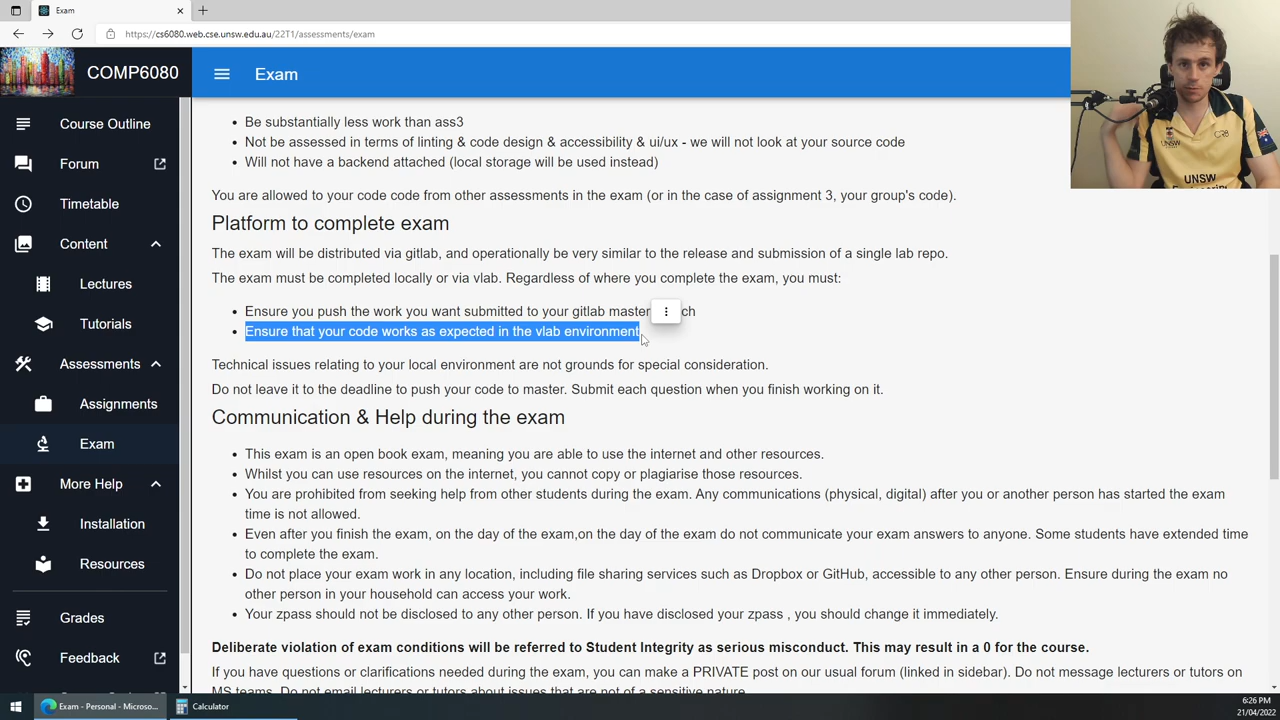 Exam
https://cs6080.web.cse.unsw.edu.au/22T1/assessments/exam
COMP6080
Exam
Course Outline
Forum
Timetable
Content
Lectures
Tutorials
Assessments
Assignments
Exam
More Help
Installation
Resources
Grades
Feedback
Be substantially less work than ass3
Not be assessed in terms of linting & code design & accessibility & ui/ux - we will not look at your source code
Will not have a backend attached (local storage will be used instead)
You are allowed to your code code from other assessments in the exam (or in the case of assignment 3, your group's code).
Platform to complete exam
The exam will be distributed via gitlab, and operationally be very similar to the release and submission of a single lab repo.
The exam must be completed locally or via vlab. Regardless of where you complete the exam, you must:
Ensure you push the work you want submitted to your gitlab master ch
Ensure that your code works as expected in the vlab environment
Technical issues relating to your local environment are not grounds for special consideration.
Do not leave it to the deadline to push your code to master. Submit each question when you finish working on it.
Communication & Help during the exam
This exam is an open book exam, meaning you are able to use the internet and other resources.
Whilst you can use resources on the internet, you cannot copy or plagiarise those resources.
You are prohibited from seeking help from other students during the exam. Any communications (physical, digital) after you or another person has started the exam
time is not allowed.
Even after you finish the exam, on the day of the exam,on the day of the exam do not communicate your exam answers to anyone. Some students have extended time
to complete the exam.
Do not place your exam work in any location, including file sharing services such as Dropbox or GitHub, accessible to any other person. Ensure during the exam no
other person in your household can access your work.
Your zpass should not be disclosed to any other person. If you have disclosed your zpass , you should change it immediately.
Deliberate violation of exam conditions will be referred to Student Integrity as serious misconduct. This may result in a 0 for the course.
If you have questions or clarifications needed during the exam, you can make a PRIVATE post on our usual forum (linked in sidebar). Do not message lecturers or tutors on
MS teams. Do not email lecturers or tutors about issues that are not of a sensitive nature.
UNSW
Exam - Personal - Microso...
Calculator
6:26 PM
21/04/2022